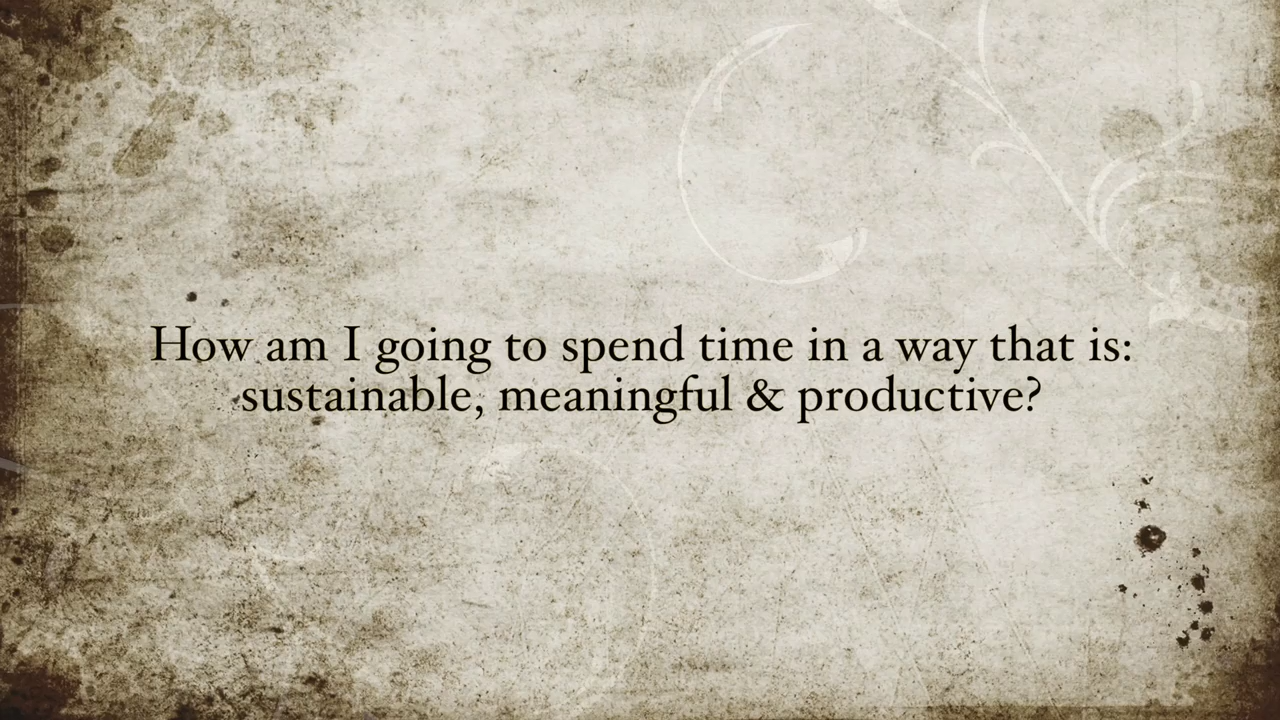 How am I going to spend time in a way that is:
sustainable, meaningful & productive?